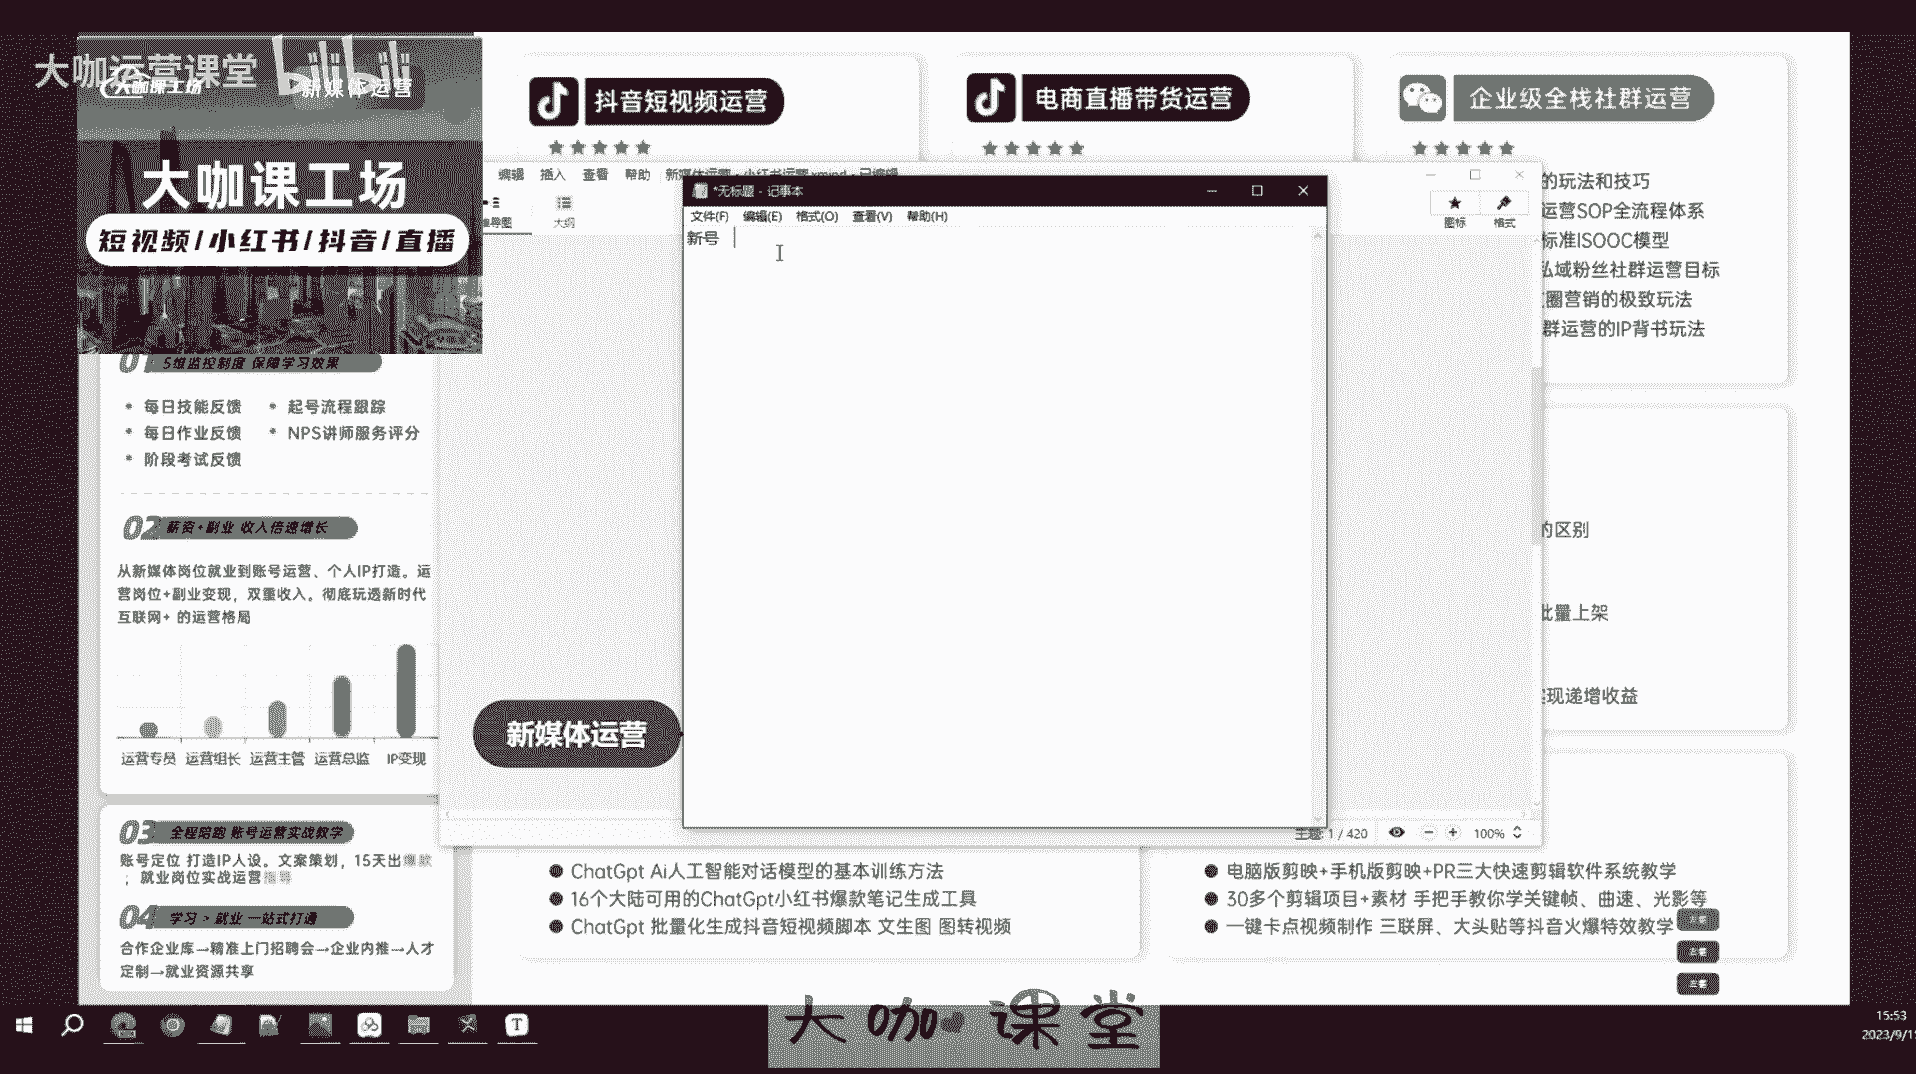 大咖运营课堂 bilibili
大咖课工场
新媒体运营
大咖课工场
短视频/小红书/抖音/直播
抖音短视频运营
电商直播带货运营
企业级全栈社群运营
的玩法和技巧
运营SOP全流程体系
标准ISOOC模型
私域粉丝社群运营目标
圈营销的极致玩法
群运营的IP背书玩法
编辑 插入 查看 帮助
大纲
图标
格式
*无标题 - 记事本
文件(F) 编辑(E) 格式(O) 查看(V) 帮助(H)
新号
01 5维监控制度 保障学习效果
每日技能反馈
起号流程跟踪
每日作业反馈
NPS讲师服务评分
阶段考试反馈
02 薪资+副业 收入倍速增长
从新媒体岗位就业到账号运营、个人IP打造。运
营岗位+副业变现，双重收入。彻底玩透新时代
互联网+ 的运营格局
运营专员 运营组长 运营主管 运营总监 IP变现
新媒体运营
的区别
批量上架
实现递增收益
主题: 1 / 420
100%
03 全程陪跑 账号运营实战教学
账号定位 打造IP人设。文案策划，15天出
；就业岗位实战运营
04 学习 > 就业 一站式打通
合作企业库→精准上门招聘会→企业内推→人才
定制→就业资源共享
ChatGpt Ai人工智能对话模型的基本训练方法
16个大陆可用的ChatGpt小红书爆款笔记生成工具
ChatGpt 批量化生成抖音短视频脚本 文生图 图转视频
电脑版剪映+手机版剪映+PR三大快速剪辑软件系统教学
30多个剪辑项目+素材 手把手教你学关键帧、曲速、光影等
一键卡点视频制作 三联屏、大头贴等抖音火爆特效教学
大咖课堂
15:53